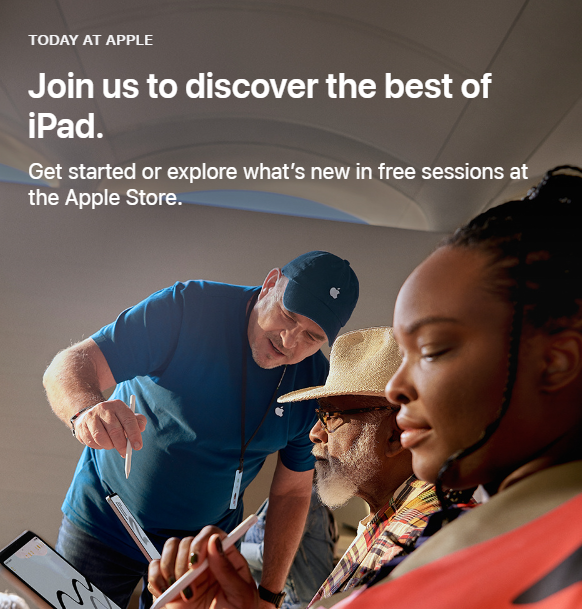 TODAY AT APPLE
Join us to discover the best of
iPad.
Get started or explore what’s new in free sessions at
the Apple Store.